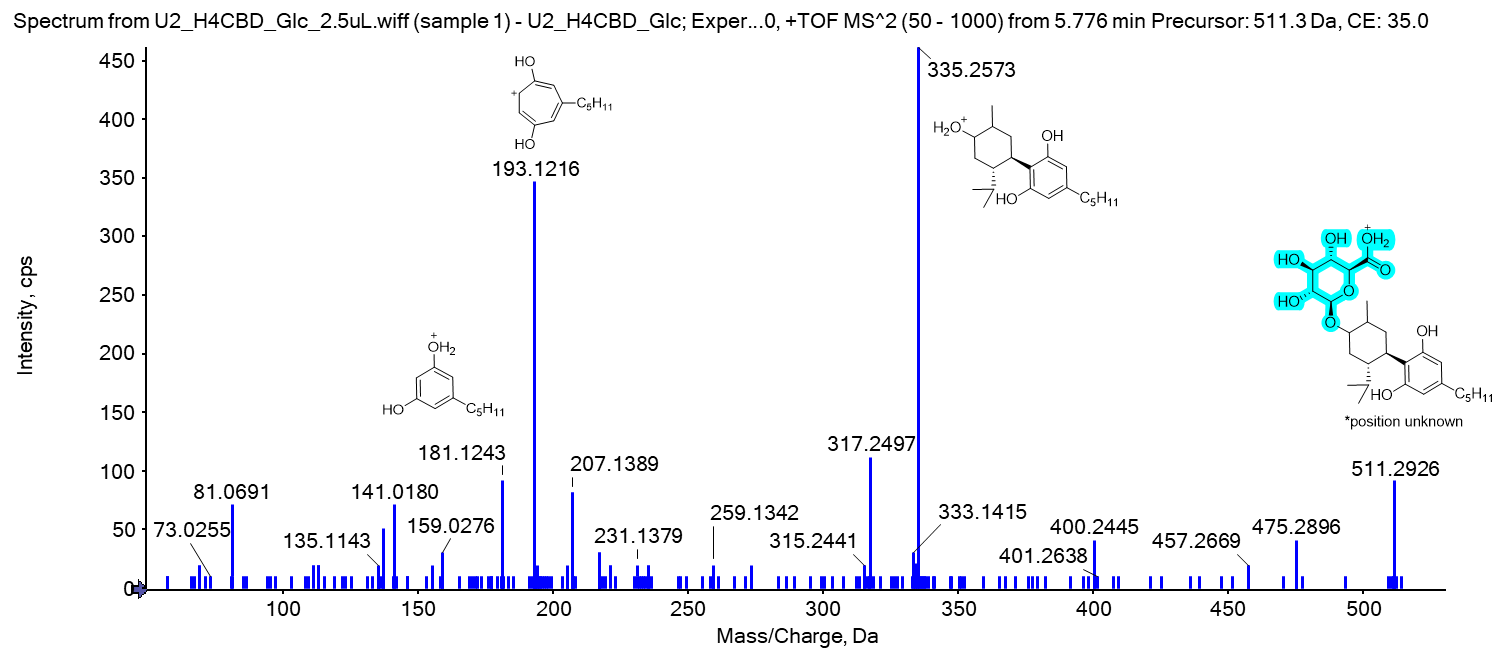 Spectrum from U2_H4CBD_Glc_2.5uL.wiff (sample 1) - U2_H4CBD_Glc; Exper...0, +TOF MS^2 (50 - 1000) from 5.776 min Precursor: 511.3 Da, CE: 35.0
Intensity, cps
450
400
350
300
250
200
150
100
50
0
HO
+
C5H11
HO
193.1216
335.2573
H2O+
OH
HO
C5H11
+
OH2
HO
C5H11
OH
+
OH2
HO
O
HO
O
O
OH
HO
C5H11
*position unknown
73.0255
81.0691
135.1143
141.0180
159.0276
181.1243
207.1389
231.1379
259.1342
315.2441
317.2497
333.1415
400.2445
401.2638
457.2669
475.2896
511.2926
100
150
200
250
300
350
400
450
500
Mass/Charge, Da